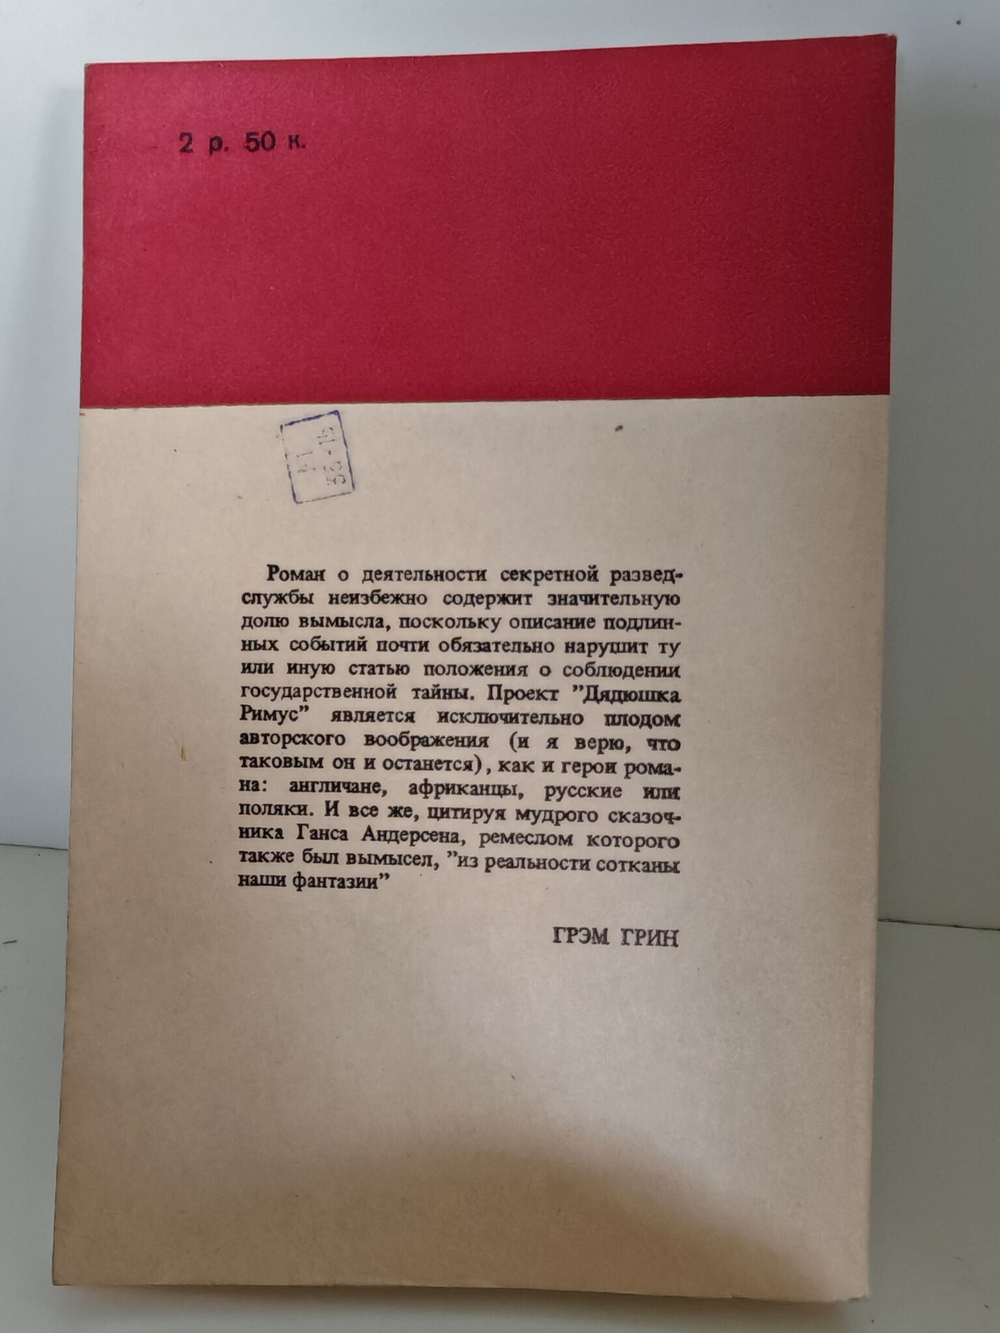 2 р. 50 к.
Роман о деятельности секретной развед-
службы неизбежно содержит значительную
долю вымысла, поскольку описание подлин-
ных событий почти обязательно нарушит ту
или иную статью положения о соблюдении
государственной тайны. Проект ”Дядюшка
Римус” является исключительно плодом
авторского воображения (и я верю, что
таковым он и останется), как и герои рома-
на: англичане, африканцы, русские или
поляки. И все же, цитируя мудрого сказоч-
ника Ганса Андерсена, ремеслом которого
также был вымысел, ”из реальности сотканы
наши фантазии”
ГРЭМ ГРИН